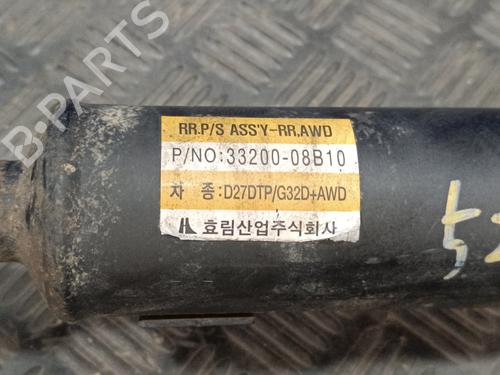 B-PARTS
RR.P/S ASS'Y-RR.AWD
P/NO:33200-08B10
차 종:D27DTP/G32D+AWD
효림산업주식회사